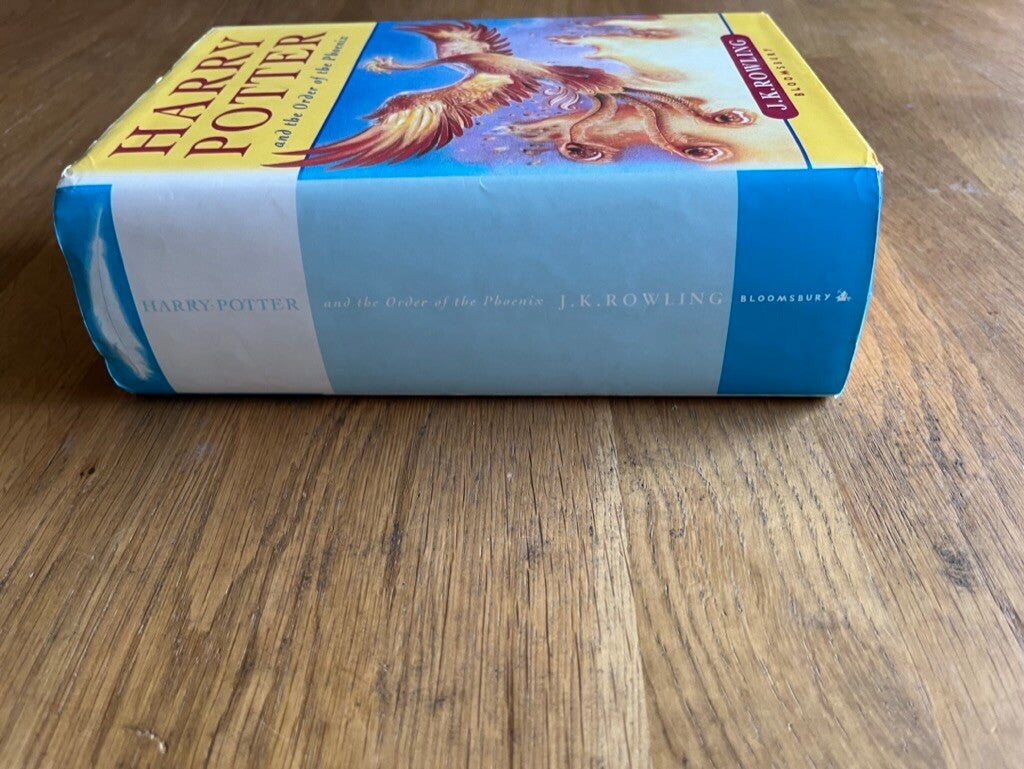 HARRY
POTTER
and the Order of the Phoenix
J.K.ROWLING
BLOOMSBURY
HARRY·POTTER and the Order of the Phoenix J.K.ROWLING BLOOMSBURY